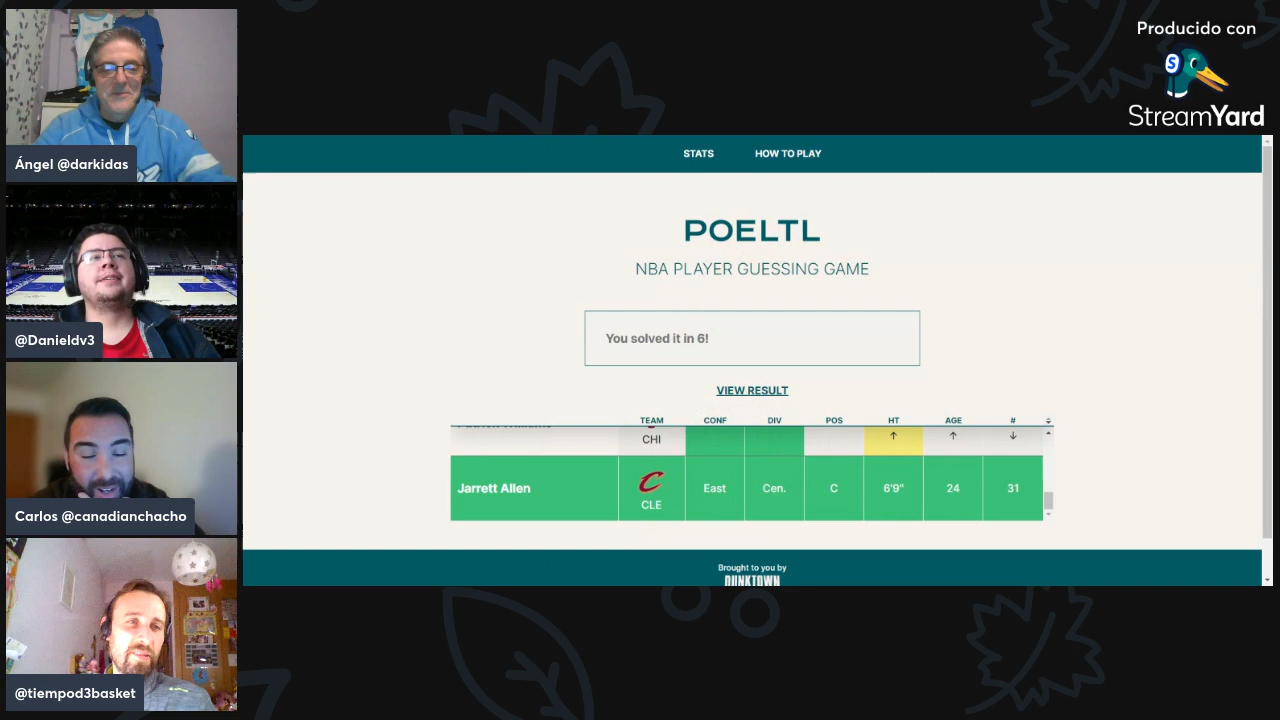 Producido con
StreamYard
Ángel @darkidas
@Danieldv3
Carlos @canadianchacho
@tiempod3basket
STATS HOW TO PLAY
POELTL
NBA PLAYER GUESSING GAME
You solved it in 6!
VIEW RESULT
TEAM CONF DIV POS HT AGE #
CHI ↑ ↑ ↓
Jarrett Allen CLE East Cen. C 6'9" 24 31
Brought to you by
DUNKTOWN